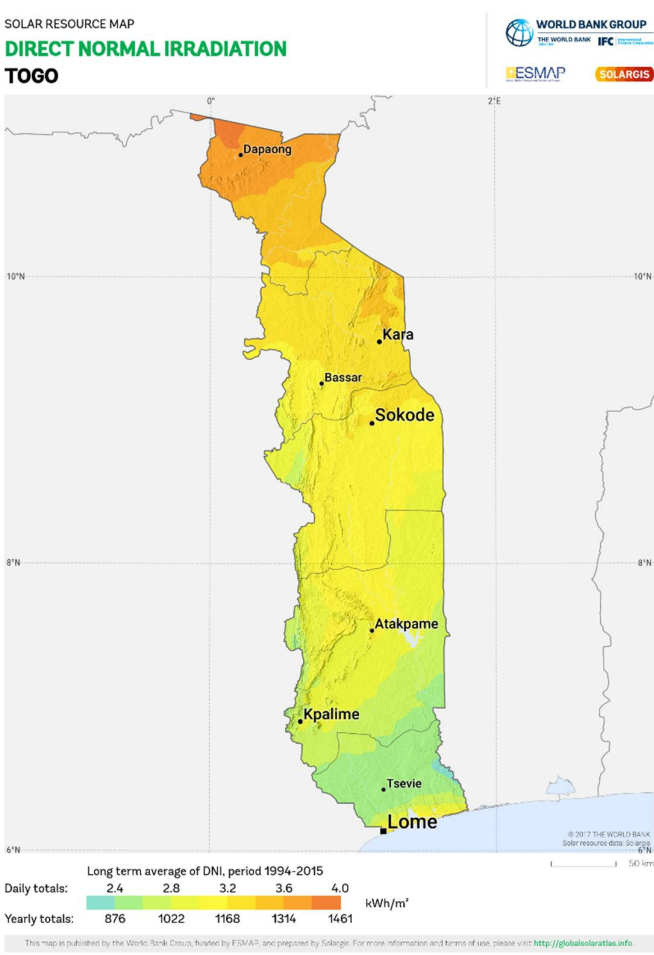 SOLAR RESOURCE MAP
DIRECT NORMAL IRRADIATION
TOGO
WORLD BANK GROUP
THE WORLD BANK
IFC
International
Finance Corporation
ESMAP
SOLARGIS
0°
2°E
Dapaong
10°N
10°N
Kara
Bassar
Sokode
8°N
8°N
Atakpame
Kpalime
Tsevie
Lome
© 2017 THE WORLD BANK
Solar resource data: Solargis
6°N
6°N
50 km
Long term average of DNI, period 1994-2015
Daily totals: 2.4 2.8 3.2 3.6 4.0
kWh/m²
Yearly totals: 876 1022 1168 1314 1461
This map is published by the World Bank Group, funded by ESMAP, and prepared by Solargis. For more information and terms of use, please visit http://globalsolaratlas.info.